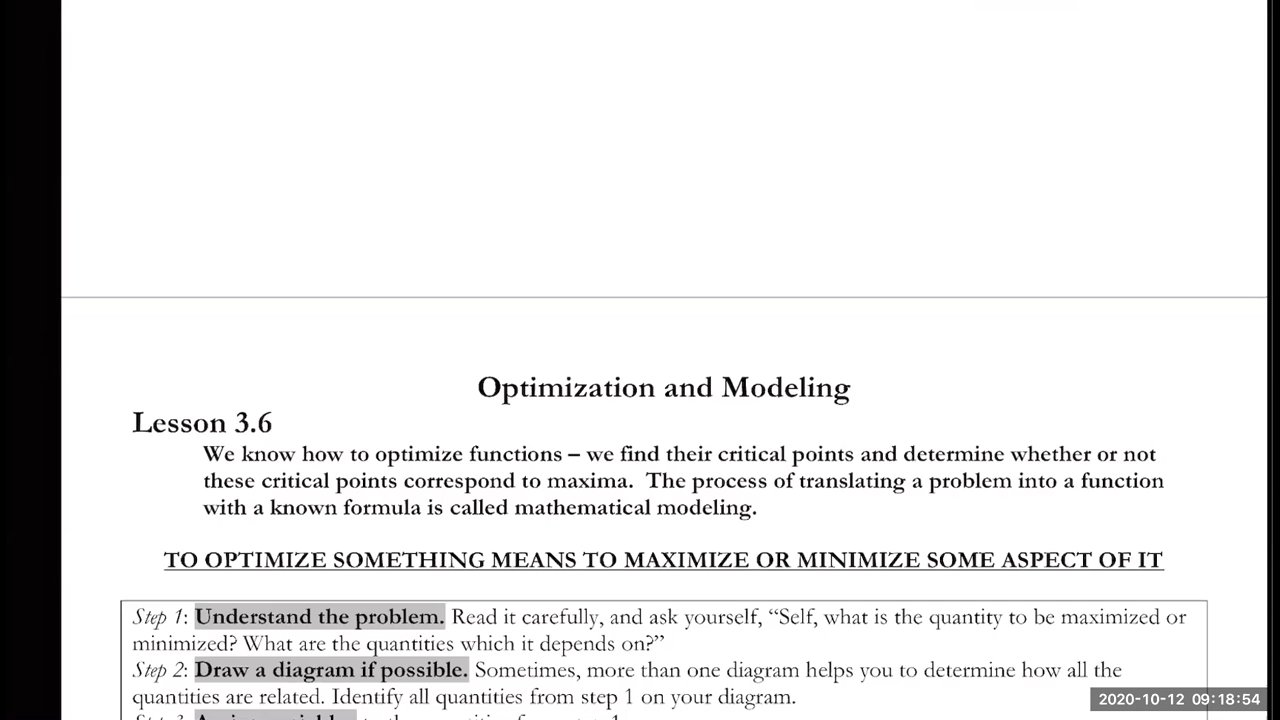 Optimization and Modeling
Lesson 3.6
We know how to optimize functions – we find their critical points and determine whether or not
these critical points correspond to maxima. The process of translating a problem into a function
with a known formula is called mathematical modeling.
TO OPTIMIZE SOMETHING MEANS TO MAXIMIZE OR MINIMIZE SOME ASPECT OF IT
Step 1: Understand the problem. Read it carefully, and ask yourself, “Self, what is the quantity to be maximized or
minimized? What are the quantities which it depends on?”
Step 2: Draw a diagram if possible. Sometimes, more than one diagram helps you to determine how all the
quantities are related. Identify all quantities from step 1 on your diagram.
2020-10-12 09:18:54